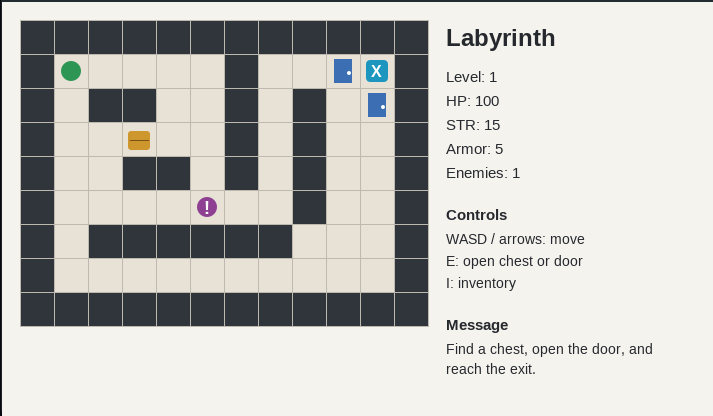 Labyrinth
X
Level: 1
HP: 100
STR: 15
Armor: 5
Enemies: 1
!
Controls
WASD / arrows: move
E: open chest or door
I: inventory
Message
Find a chest, open the door, and
reach the exit.